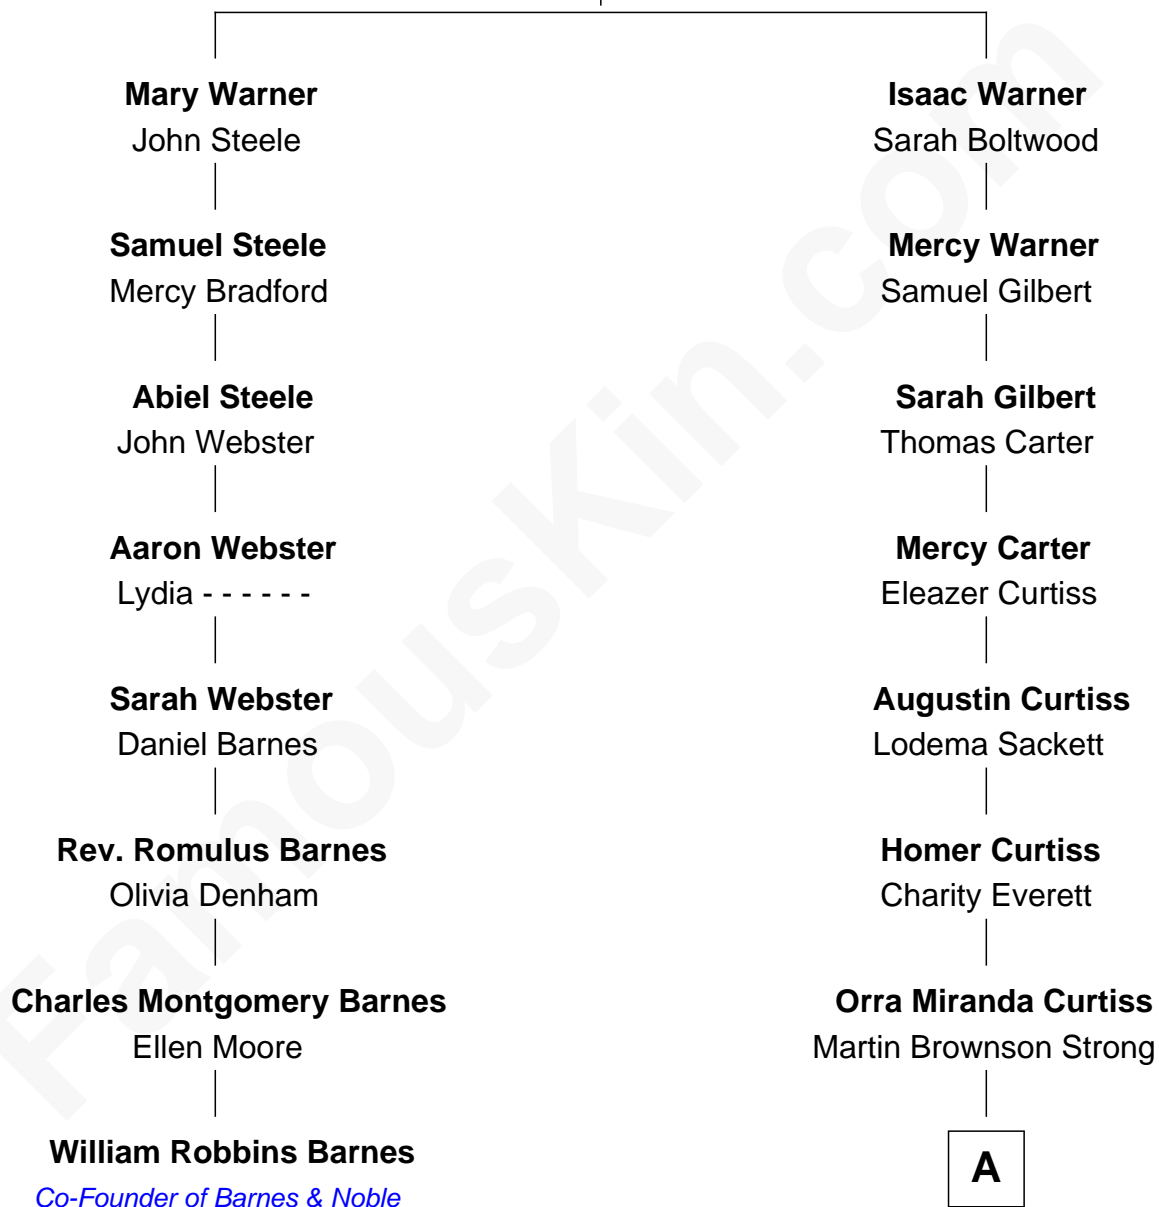 Mary Warner
John Steele
Samuel Steele
Mercy Bradford
Abiel Steele
John Webster
Aaron Webster
Lydia - - - - - -
Sarah Webster
Daniel Barnes
Rev. Romulus Barnes
Olivia Denham
Charles Montgomery Barnes
Ellen Moore
William Robbins Barnes
Co-Founder of Barnes & Noble
Isaac Warner
Sarah Boltwood
Mercy Warner
Samuel Gilbert
Sarah Gilbert
Thomas Carter
Mercy Carter
Eleazer Curtiss
Augustin Curtiss
Lodema Sackett
Homer Curtiss
Charity Everett
Orra Miranda Curtiss
Martin Brownson Strong
A
FamousKin.com